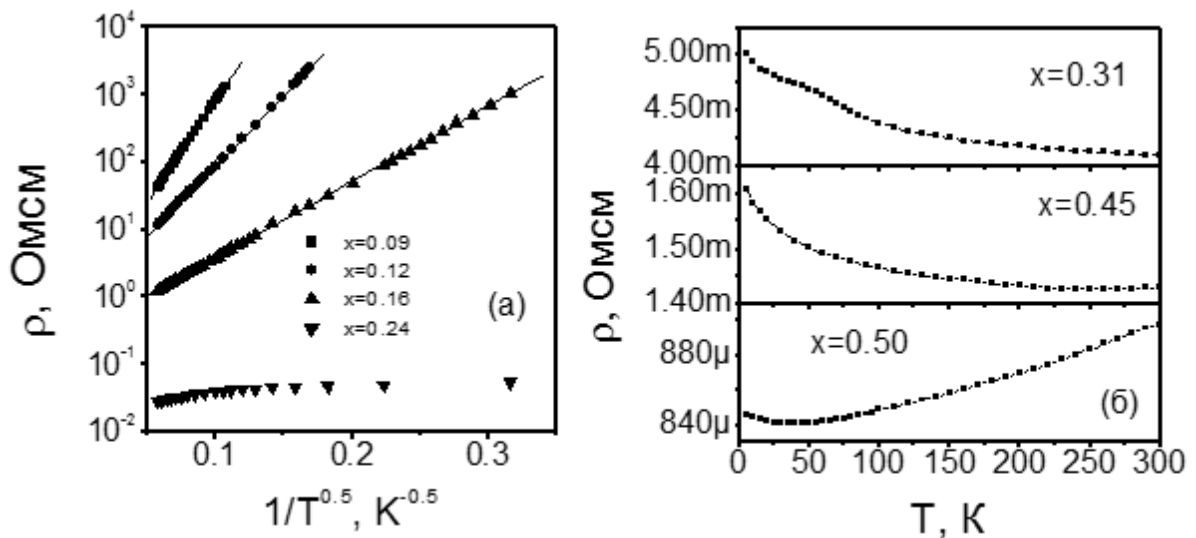 10⁴
10³
10²
10¹
10⁰
10⁻¹
10⁻²
ρ, Омсм
x=0.09
x=0.12
x=0.16
x=0.24
(а)
0.1 0.2 0.3
1/T^0.5, K^-0.5
5.00m
4.50m
4.00m
x=0.31
1.60m
1.50m
1.40m
x=0.45
880µ
840µ
x=0.50
(б)
ρ, Омсм
0 50 100 150 200 250 300
T, K